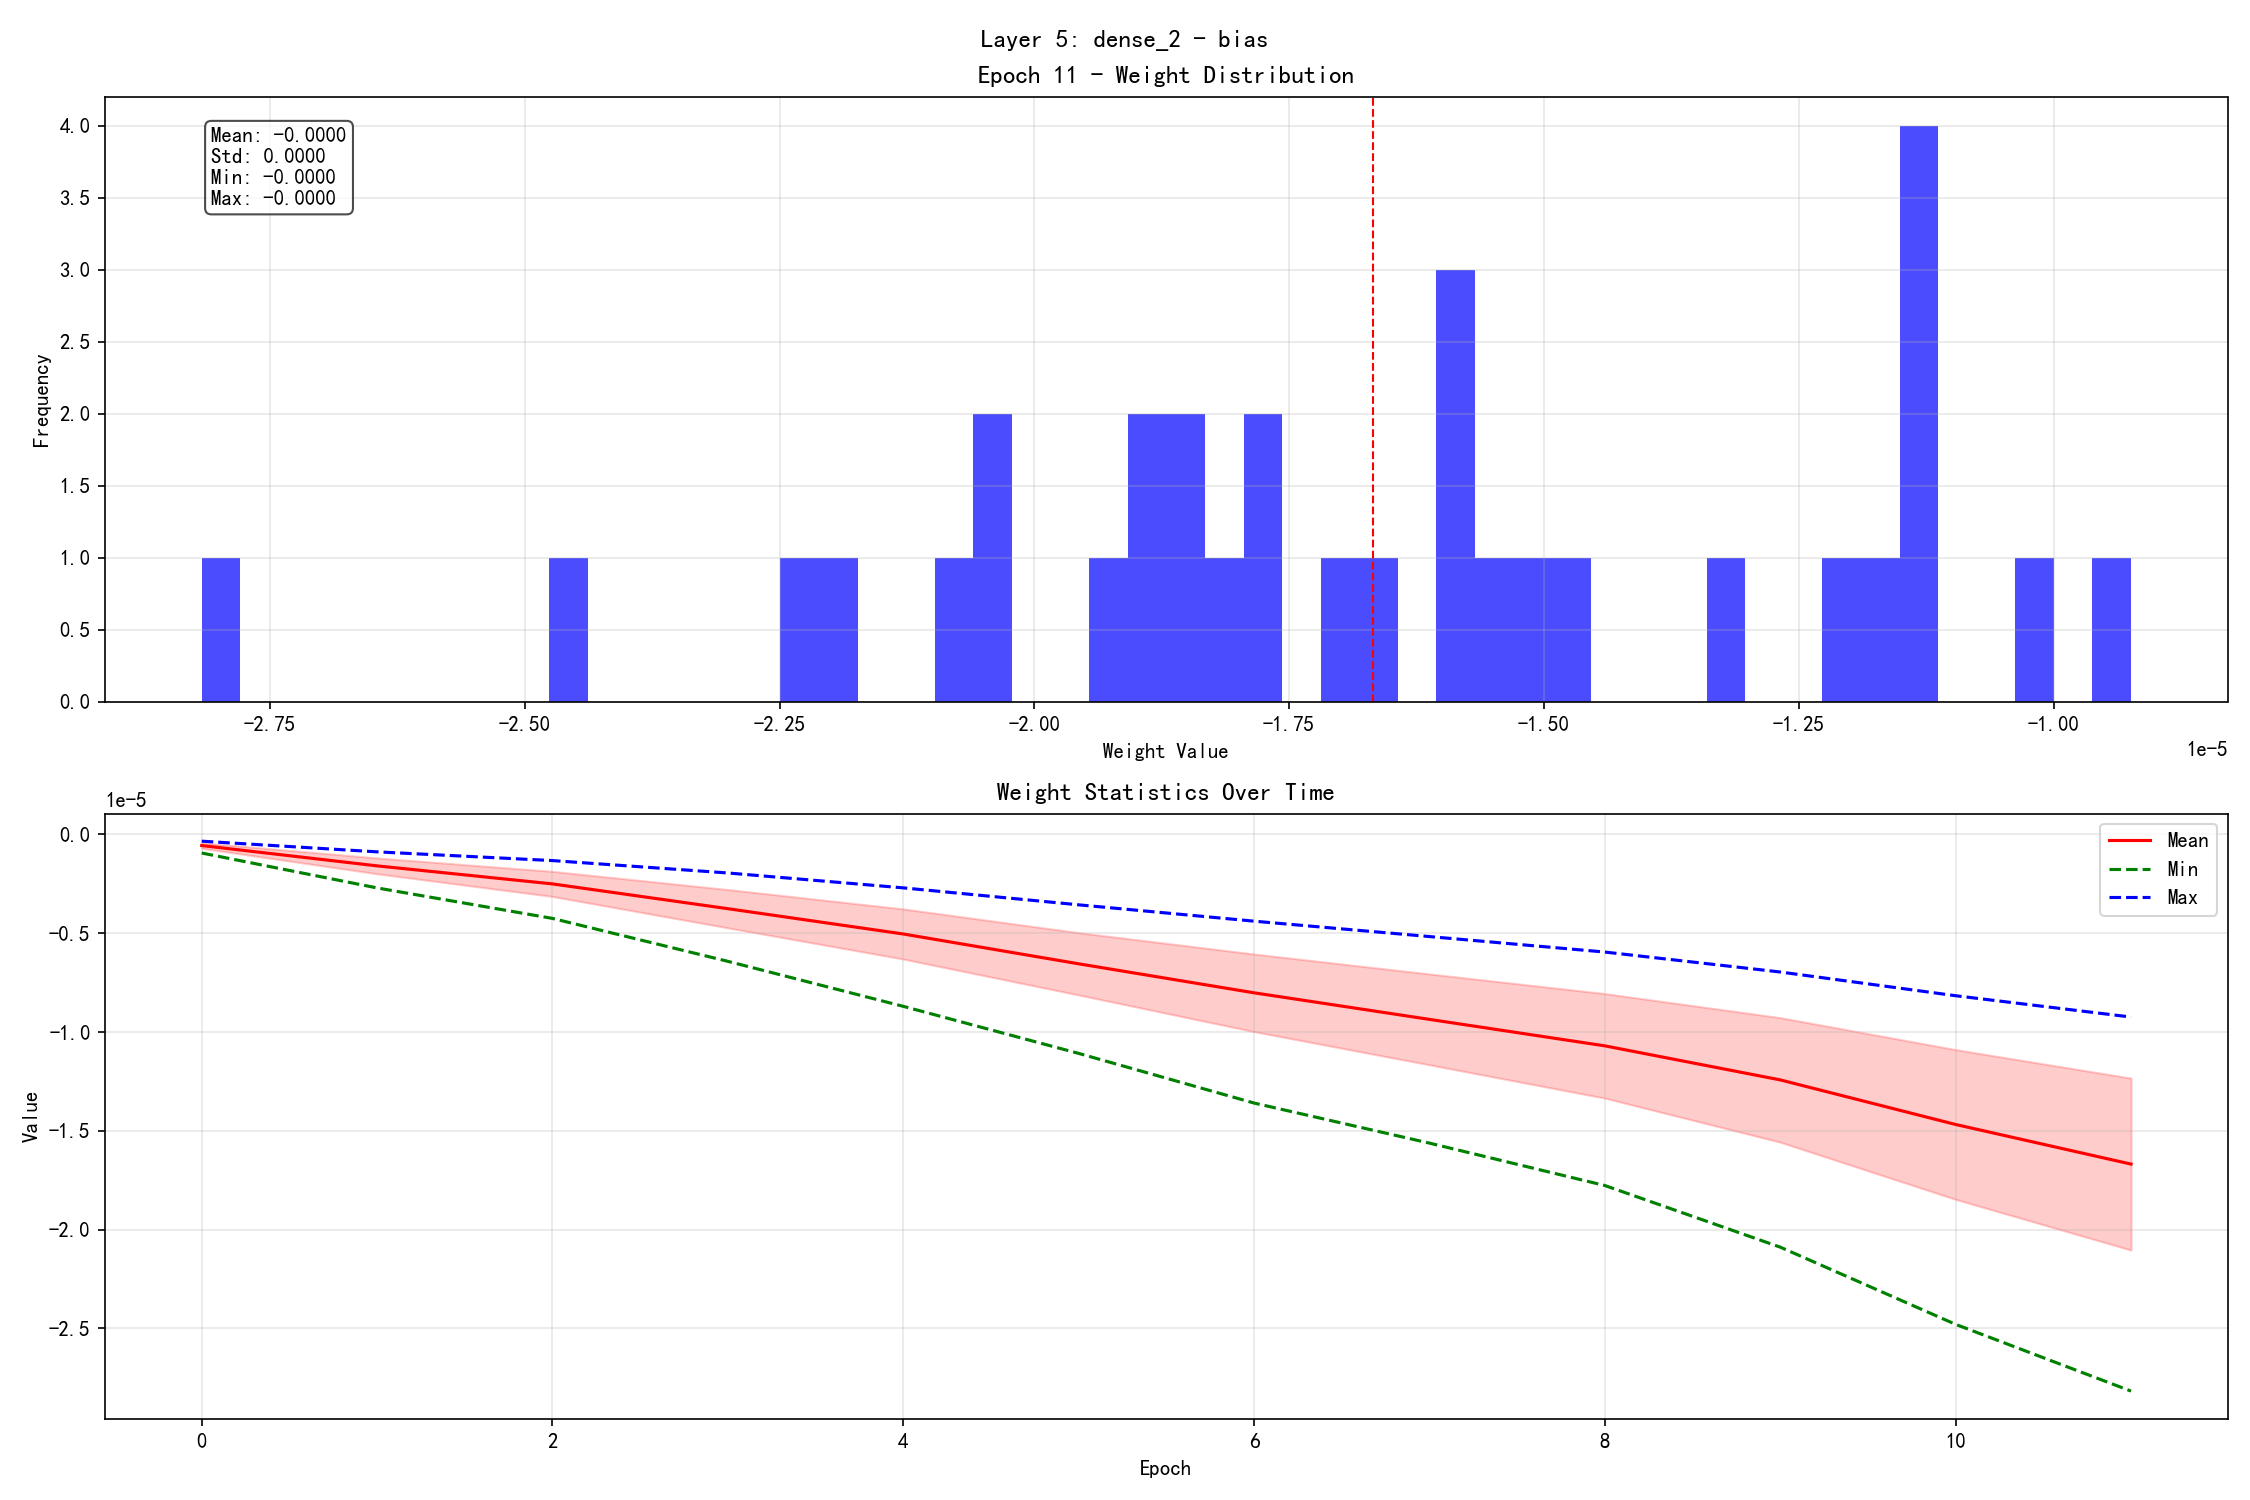 Layer 5: dense_2 - bias
Epoch 11 - Weight Distribution
Mean: -0.0000
Std: 0.0000
Min: -0.0000
Max: -0.0000
4.0
3.5
3.0
2.5
2.0
1.5
1.0
0.5
0.0
Frequency
-2.75 -2.50 -2.25 -2.00 -1.75 -1.50 -1.25 -1.00
1e-5
Weight Value
Weight Statistics Over Time
1e-5
0.0
-0.5
-1.0
-1.5
-2.0
-2.5
Value
Mean
Min
Max
0 2 4 6 8 10
Epoch